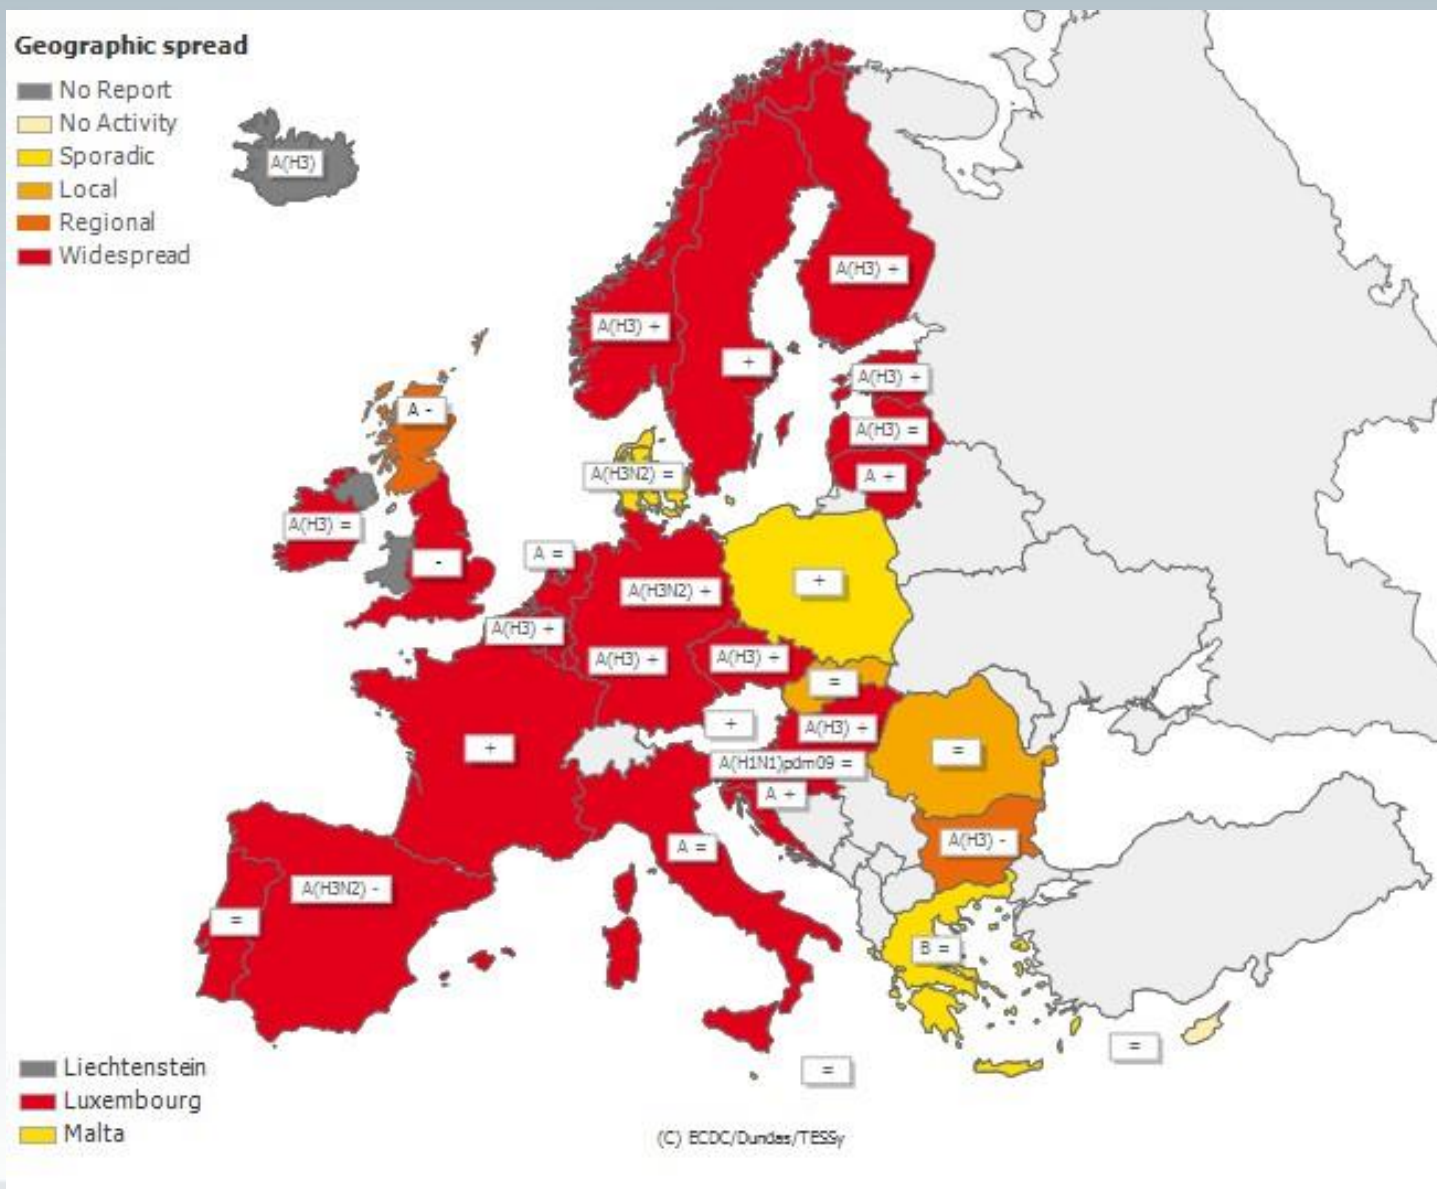 Geographic spread
No Report
No Activity
Sporadic
Local
Regional
Widespread
A(H3)
A(H3) +
A(H3) +
+
A(H3) +
A(H3) =
A +
A -
A(H3N2) =
A(H3) =
-
A =
A(H3N2) +
+
A(H3) +
A(H3) +
A(H3) +
=
+
A(H3) +
+
=
A(H1N1)pdm09 =
A +
A =
A(H3) -
A(H3N2) -
=
B =
=
=
Liechtenstein
Luxembourg
Malta
(C) ECDC/Dundas/TESSy